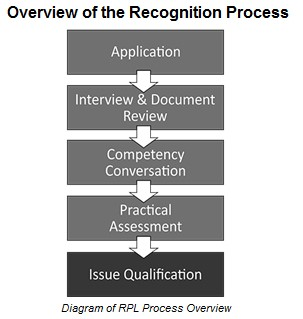 Overview of the Recognition Process
Application
Interview & Document
Review
Competency
Conversation
Practical
Assessment
Issue Qualification
Diagram of RPL Process Overview